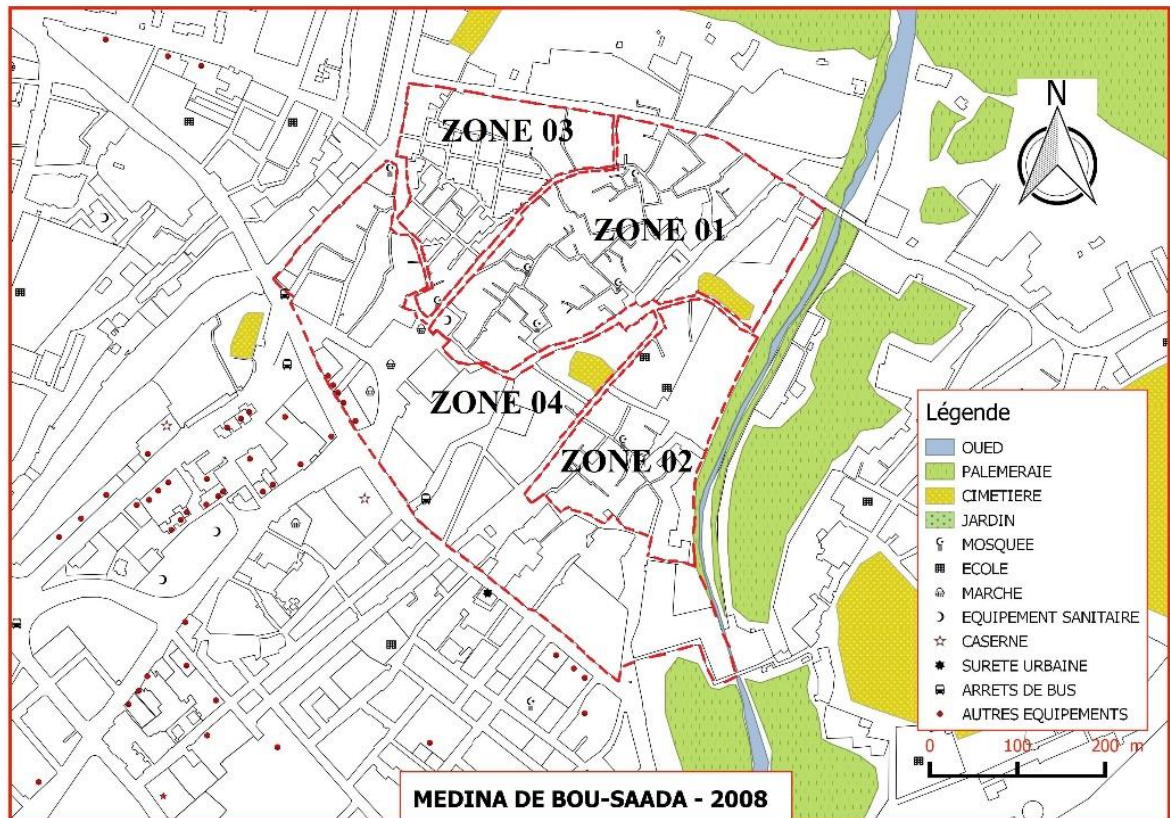 N
ZONE 03
ZONE 01
ZONE 04
ZONE 02
Légende
OUED
PALEMERAIE
CIMETIERE
JARDIN
MOSQUEE
ECOLE
MARCHE
EQUIPEMENT SANITAIRE
CASERNE
SURETE URBAINE
ARRETS DE BUS
AUTRES EQUIPEMENTS
0 100 200 m
MEDINA DE BOU-SAADA - 2008